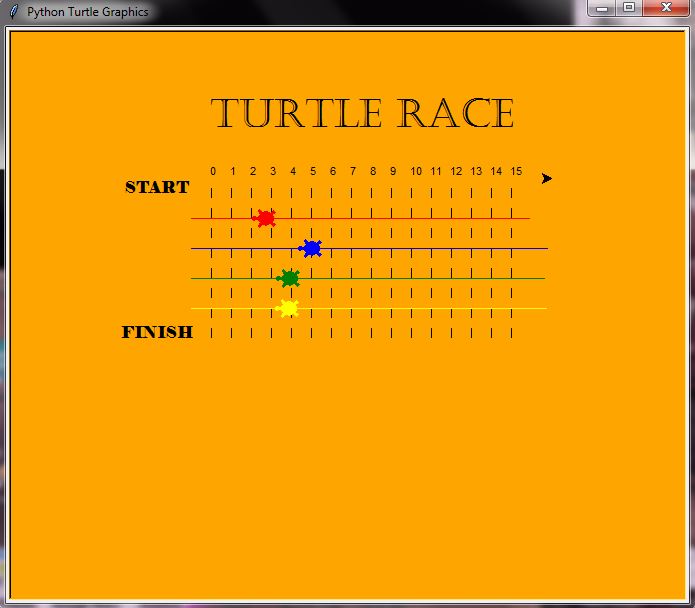 Python Turtle Graphics
TURTLE RACE
0 1 2 3 4 5 6 7 8 9 10 11 12 13 14 15
START
FINISH